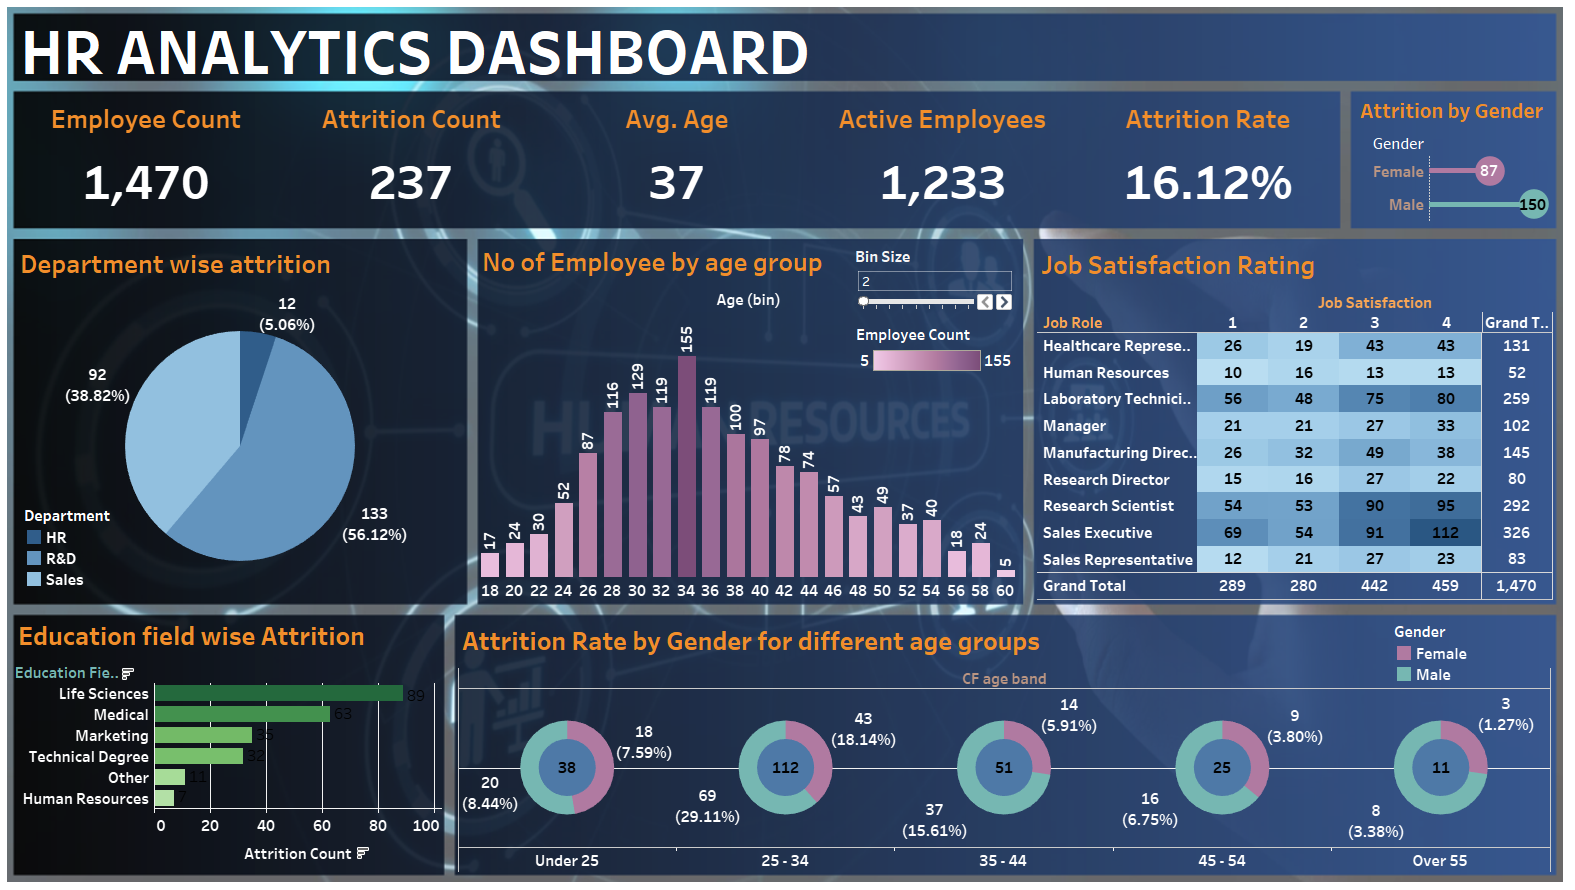 HR ANALYTICS DASHBOARD
Employee Count
1,470
Attrition Count
237
Avg. Age
37
Active Employees
1,233
Attrition Rate
16.12%
Attrition by Gender
Gender
Female 87
Male 150
Department wise attrition
12
(5.06%)
92
(38.82%)
133
(56.12%)
Department
HR
R&D
Sales
No of Employee by age group
Bin Size
2
Age (bin)
Employee Count
5 155
HUMAN RESOURCES
17 24 30 52 87 116 129 119 155 119 100 97 78 74 57 43 49 37 40 18 24 5
18 20 22 24 26 28 30 32 34 36 38 40 42 44 46 48 50 52 54 56 58 60
Job Satisfaction Rating
Job Satisfaction
Job Role 1 2 3 4 Grand T..
Healthcare Represe.. 26 19 43 43 131
Human Resources 10 16 13 13 52
Laboratory Technici.. 56 48 75 80 259
Manager 21 21 27 33 102
Manufacturing Direc.. 26 32 49 38 145
Research Director 15 16 27 22 80
Research Scientist 54 53 90 95 292
Sales Executive 69 54 91 112 326
Sales Representative 12 21 27 23 83
Grand Total 289 280 442 459 1,470
Education field wise Attrition
Education Fie..
Life Sciences 89
Medical 63
Marketing 35
Technical Degree 32
Other 11
Human Resources 7
0 20 40 60 80 100
Attrition Count
Attrition Rate by Gender for different age groups
Gender
Female
Male
CF age band
18
(7.59%)
38
20
(8.44%)
43
(18.14%)
112
69
(29.11%)
14
(5.91%)
51
37
(15.61%)
9
(3.80%)
25
16
(6.75%)
3
(1.27%)
11
8
(3.38%)
Under 25 25 - 34 35 - 44 45 - 54 Over 55